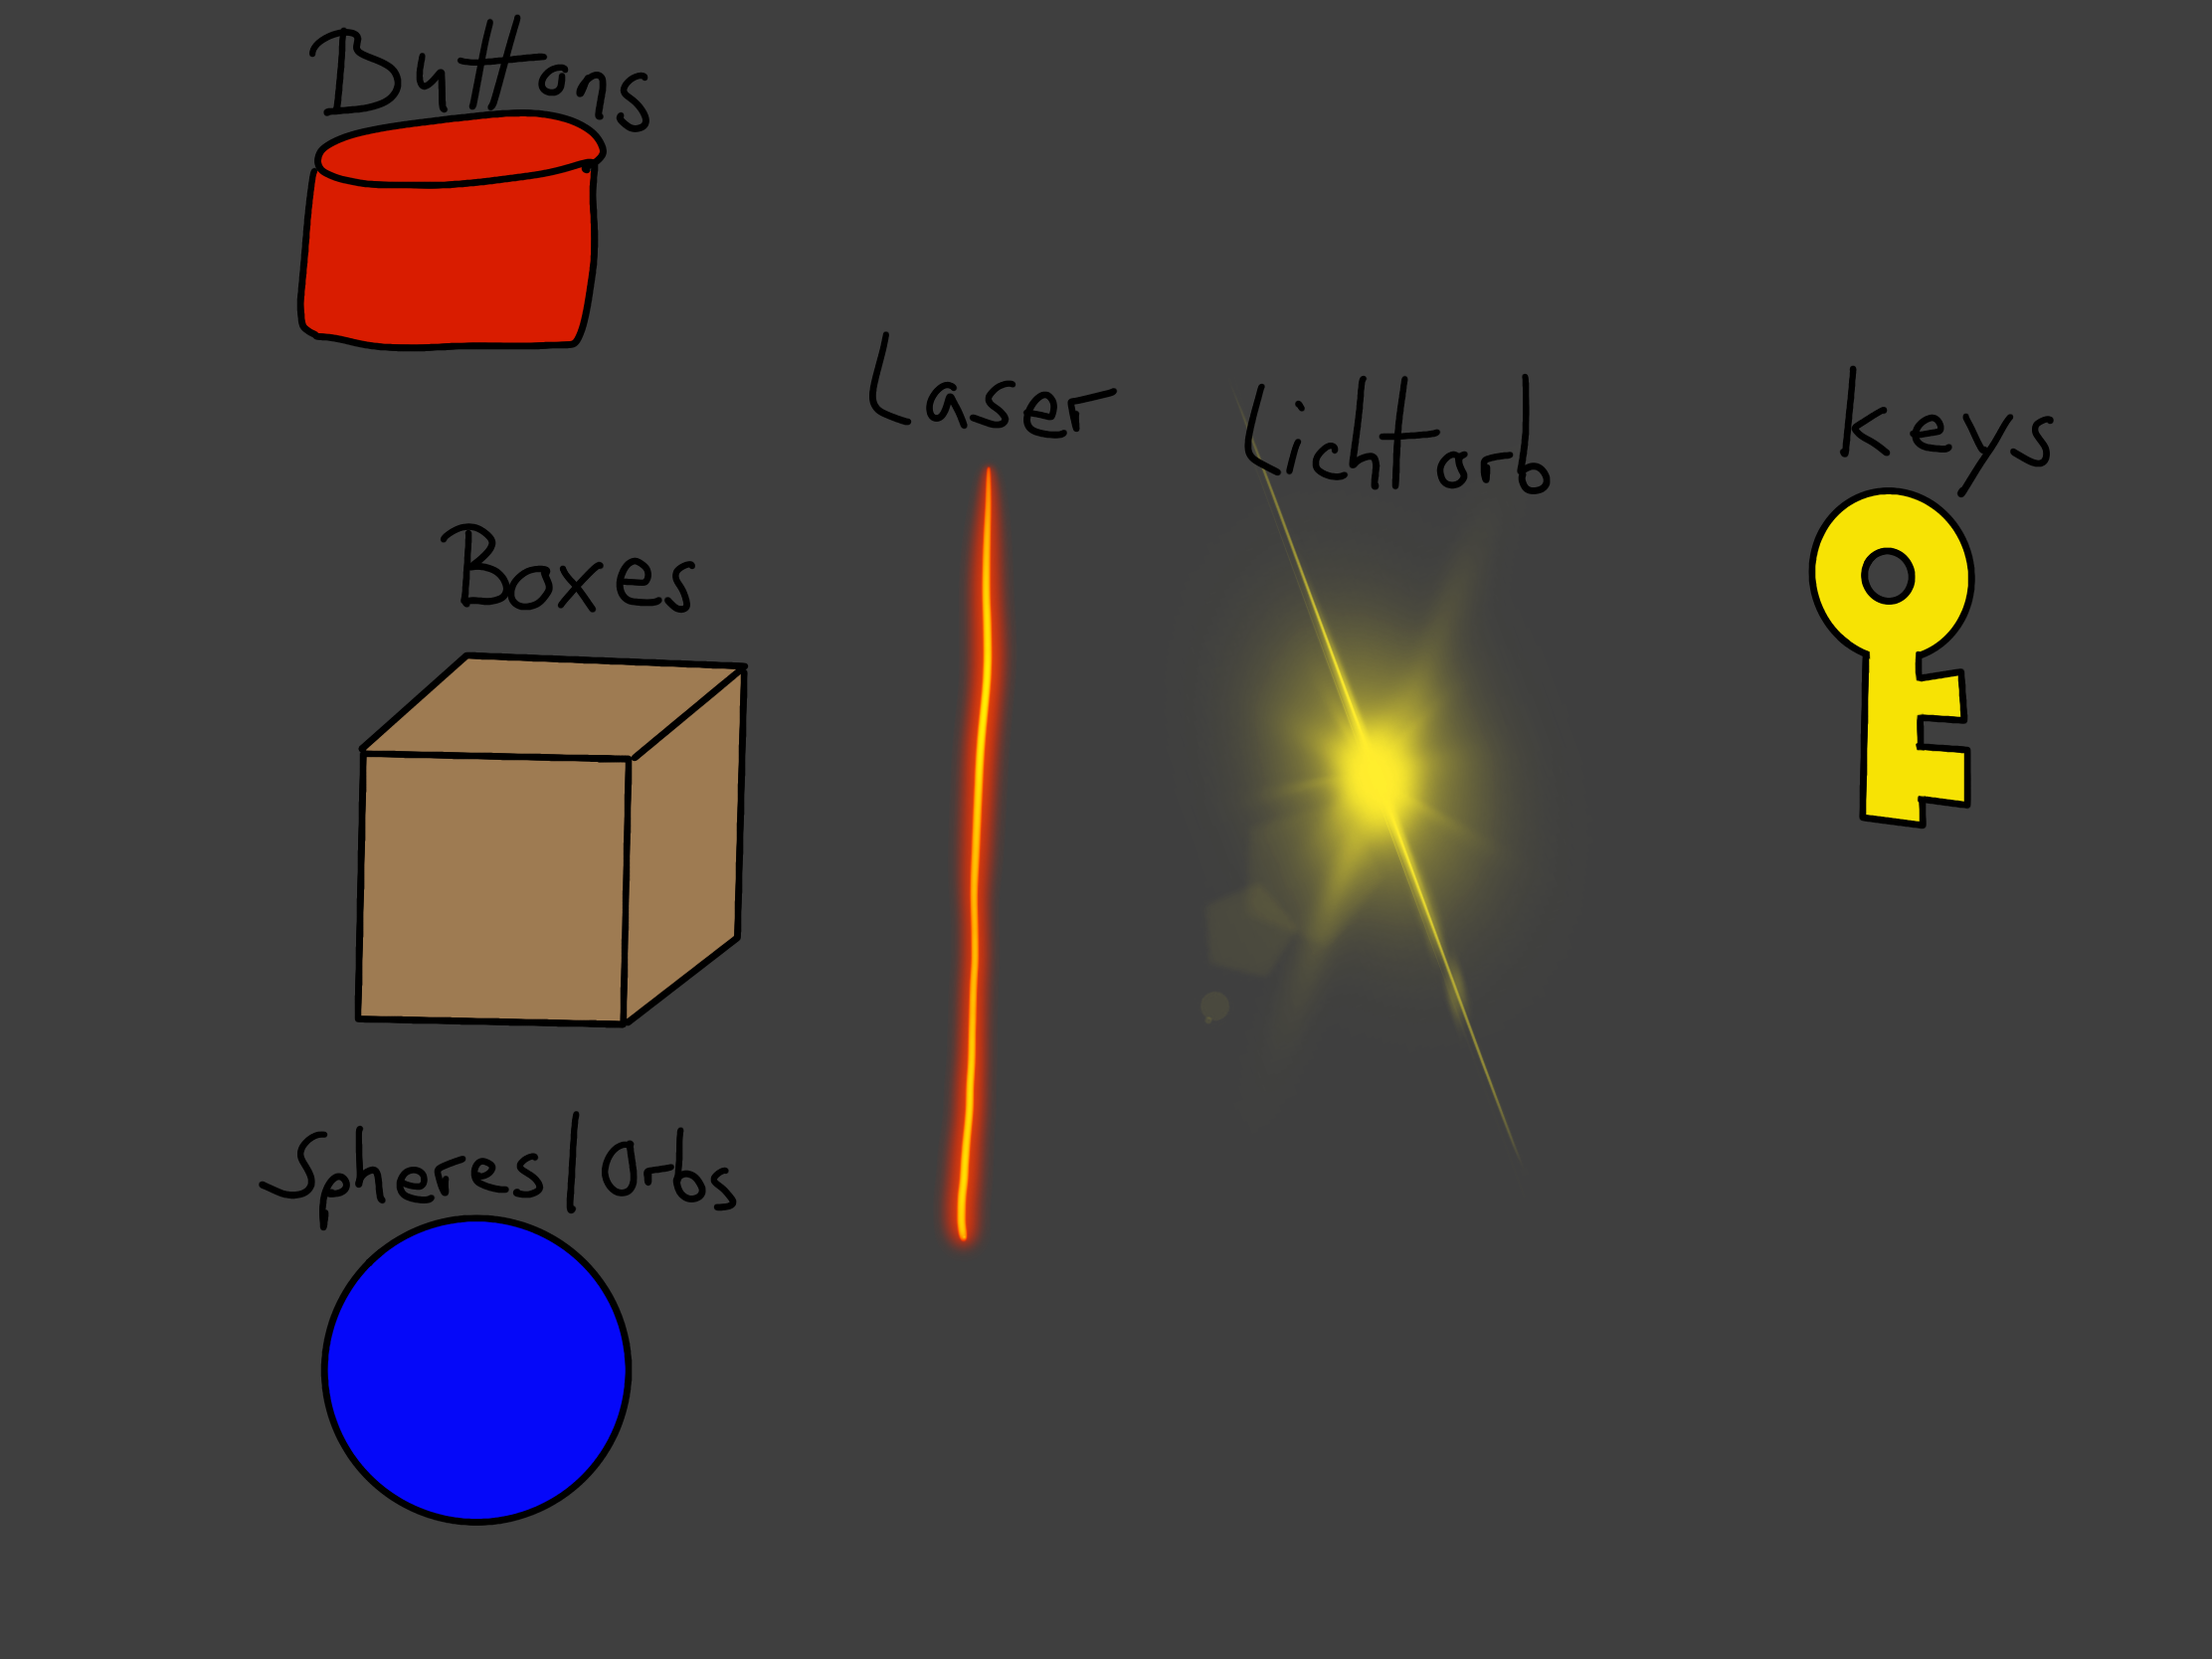 Buttons
Laser
Lichtorb
keys
Boxes
Spheres/Orbs